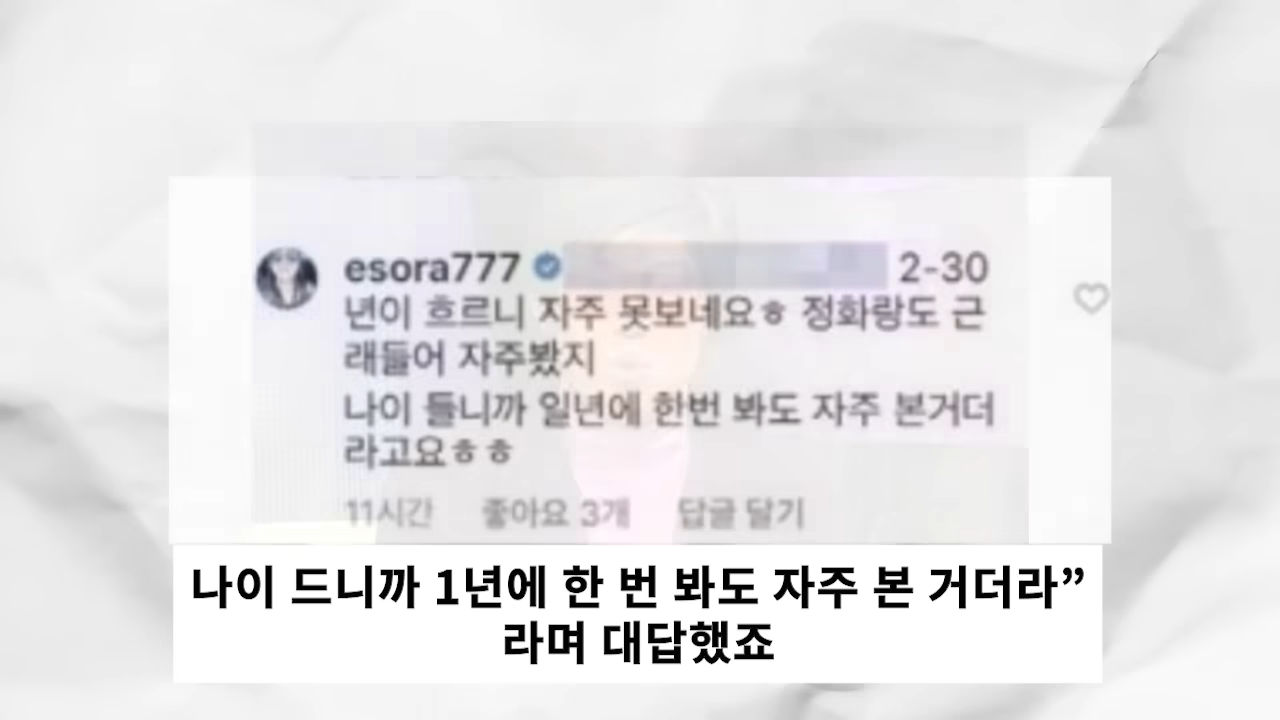 esora777 2-30
년이 흐르니 자주 못보네요ㅎ 정화랑도 근
래들어 자주봤지
나이 들니까 일년에 한번 봐도 자주 본거더
라고요ㅎㅎ
11시간 좋아요 3개 답글 달기
나이 드니까 1년에 한 번 봐도 자주 본 거더라”
라며 대답했죠